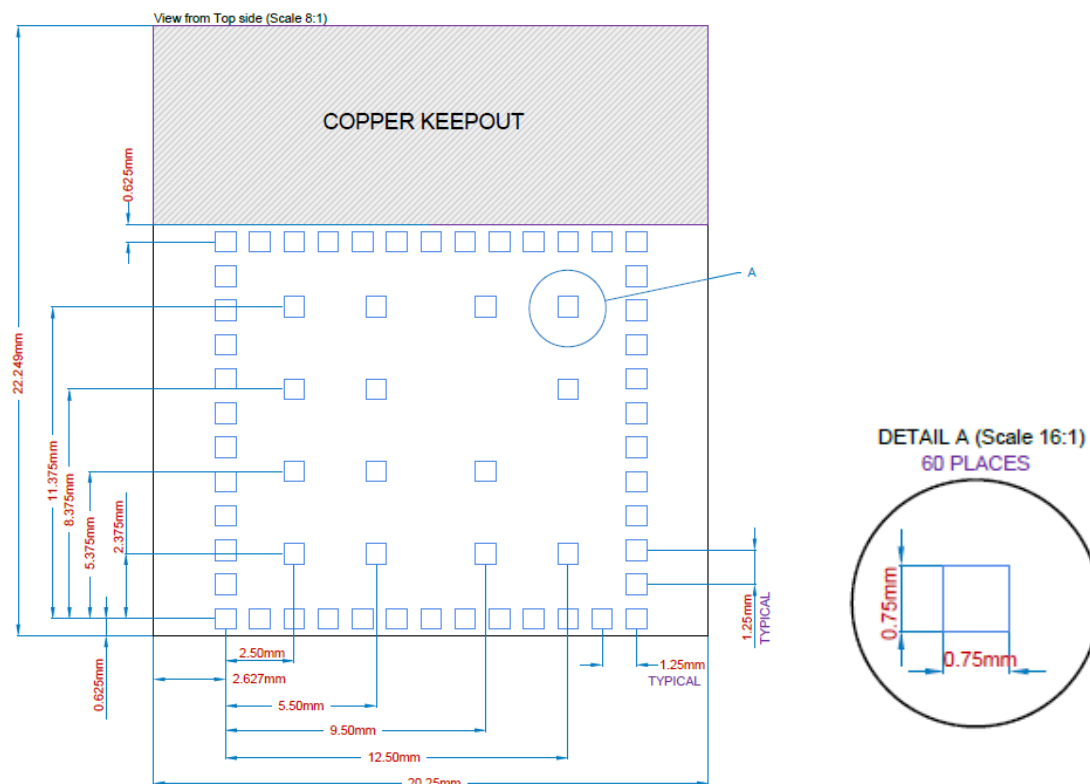 View from Top side (Scale 8:1)
COPPER KEEPOUT
0.625mm
A
22.249mm
11.375mm
8.375mm
5.375mm
2.375mm
0.625mm
2.50mm
2.627mm
5.50mm
9.50mm
12.50mm
20.25mm
1.25mm
TYPICAL
1.25mm
TYPICAL
DETAIL A (Scale 16:1)
60 PLACES
0.75mm
0.75mm